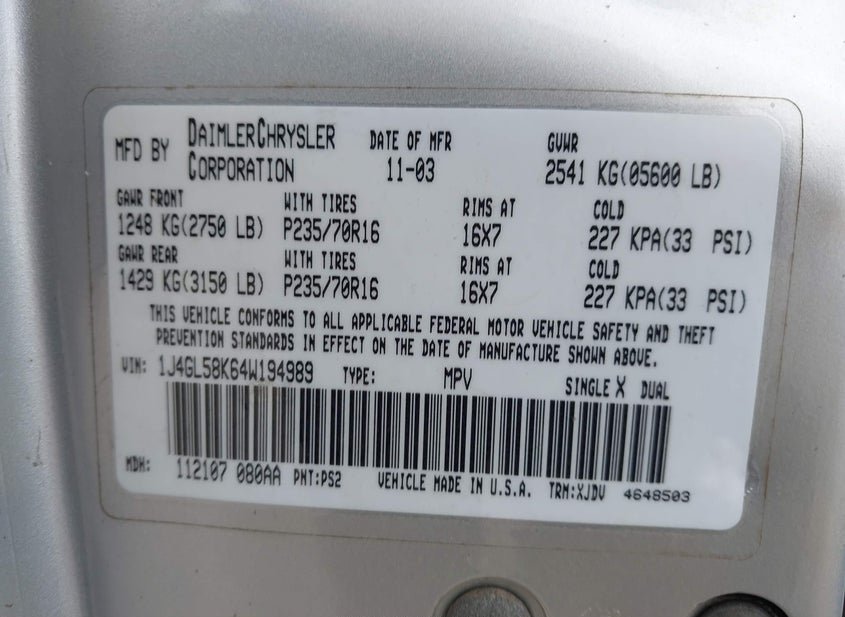 MFD BY DAIMLERCHRYSLER CORPORATION DATE OF MFR 11-03 GVWR 2541 KG(05600 LB)
GAWR FRONT WITH TIRES RIMS AT COLD
1248 KG(2750 LB) P235/70R16 16X7 227 KPA(33 PSI)
GAWR REAR WITH TIRES RIMS AT COLD
1429 KG(3150 LB) P235/70R16 16X7 227 KPA(33 PSI)
THIS VEHICLE CONFORMS TO ALL APPLICABLE FEDERAL MOTOR VEHICLE SAFETY AND THEFT
PREVENTION STANDARDS IN EFFECT ON THE DATE OF MANUFACTURE SHOWN ABOVE.
VIN: 1J4GL58K64W194989 TYPE: MPV SINGLE X DUAL
MDH: 112107 080AA PNT:PS2 VEHICLE MADE IN U.S.A. TRM:XJDV 4648503